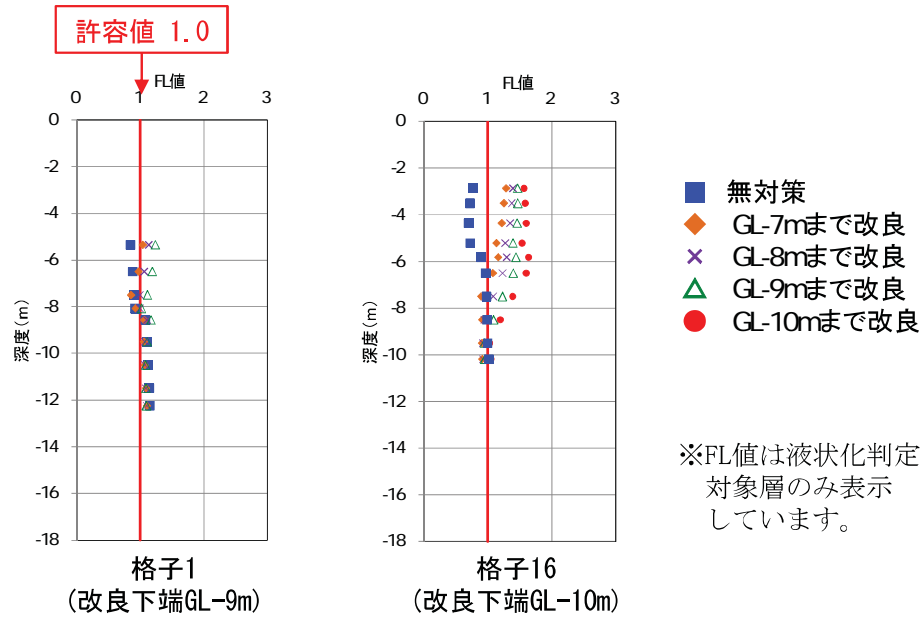 許容値 1.0
FL値
0 1 2 3
深度(m)
0
-2
-4
-6
-8
-10
-12
-14
-16
-18
格子1
(改良下端GL-9m)
FL値
0 1 2 3
深度(m)
0
-2
-4
-6
-8
-10
-12
-14
-16
-18
格子16
(改良下端GL-10m)
無対策
GL-7mまで改良
GL-8mまで改良
GL-9mまで改良
GL-10mまで改良
※FL値は液状化判定
対象層のみ表示
しています。